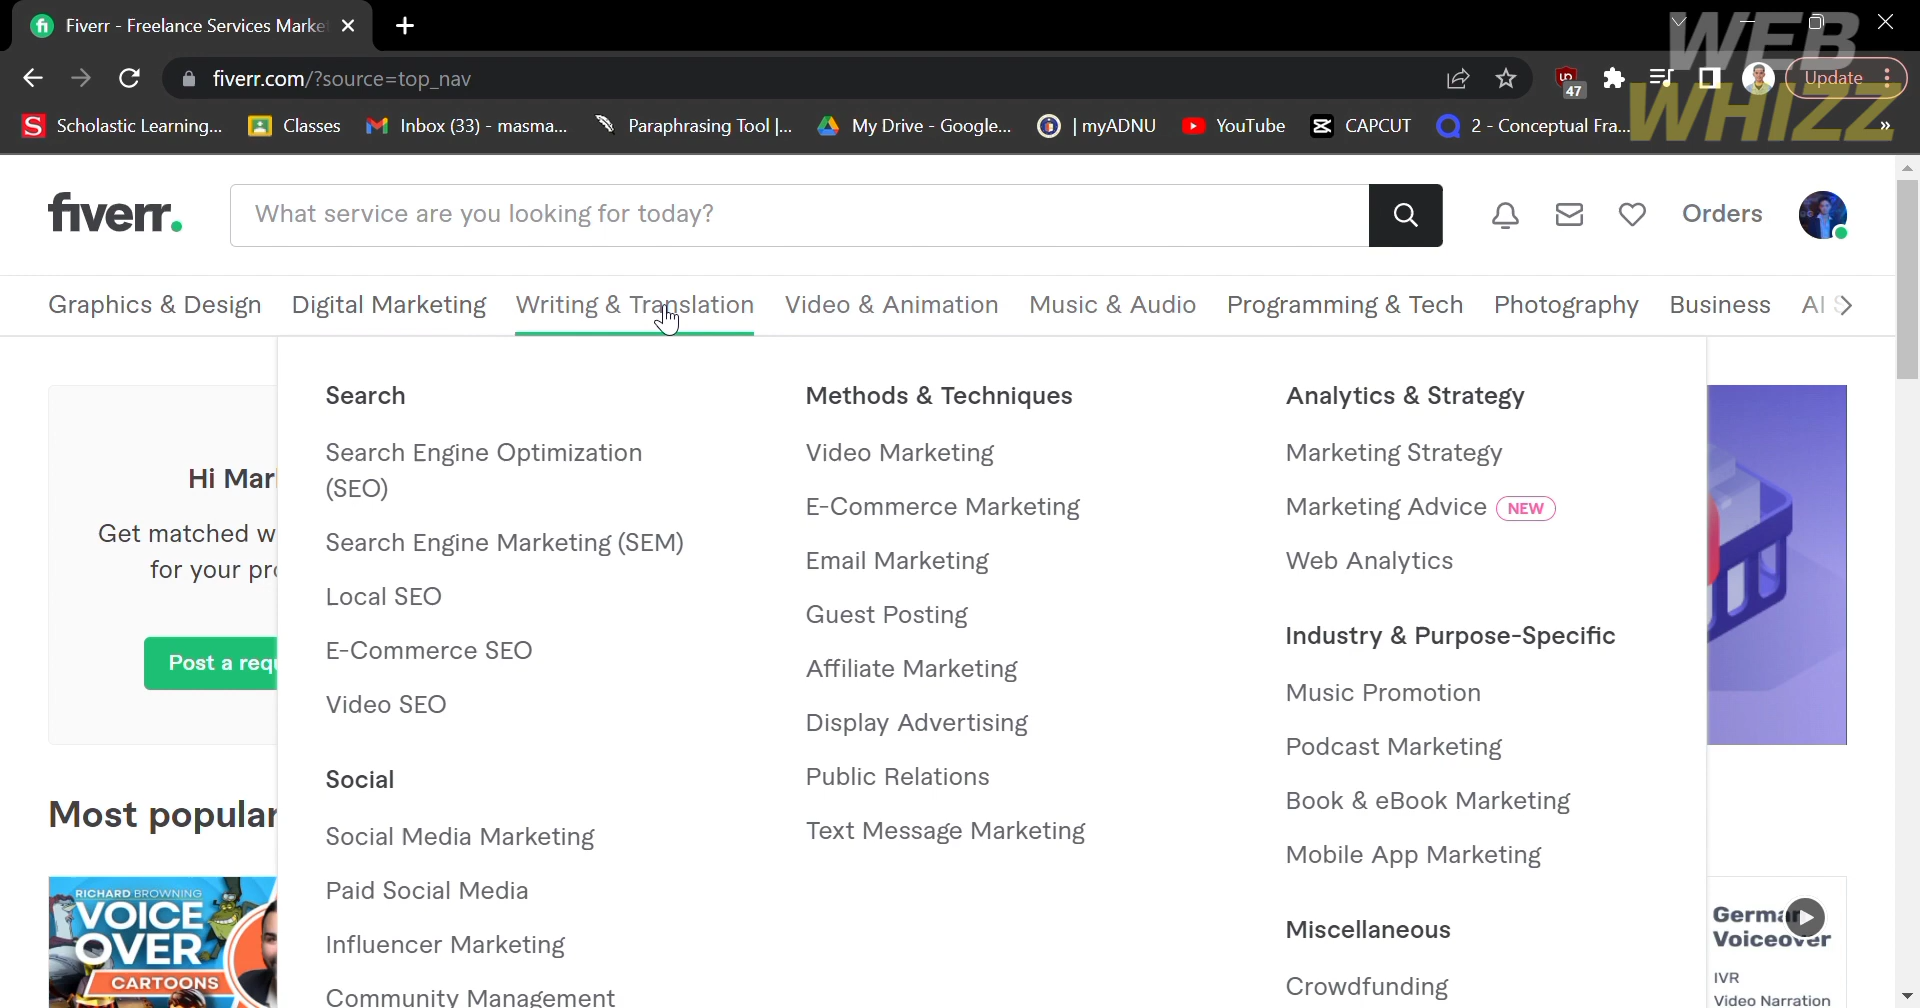 Fiverr - Freelance Services Marke
WEB
WHIZZ
fiverr.com/?source=top_nav
47
Update
Scholastic Learning...
Classes
Inbox (33) - masma...
Paraphrasing Tool |...
My Drive - Google...
| myADNU
YouTube
CAPCUT
2 - Conceptual Fra...
»
fiverr.
What service are you looking for today?
Orders
Graphics & Design
Digital Marketing
Writing & Translation
Video & Animation
Music & Audio
Programming & Tech
Photography
Business
AI S
Hi Mar
Get matched w
for your pro
Post a requ
Search
Search Engine Optimization
(SEO)
Search Engine Marketing (SEM)
Local SEO
E-Commerce SEO
Video SEO
Social
Social Media Marketing
Paid Social Media
Influencer Marketing
Community Management
Methods & Techniques
Video Marketing
E-Commerce Marketing
Email Marketing
Guest Posting
Affiliate Marketing
Display Advertising
Public Relations
Text Message Marketing
Analytics & Strategy
Marketing Strategy
Marketing Advice NEW
Web Analytics
Industry & Purpose-Specific
Music Promotion
Podcast Marketing
Book & eBook Marketing
Mobile App Marketing
Miscellaneous
Crowdfunding
Most popular
RICHARD BROWNING
VOICE
OVER
CARTOONS
German
Voiceover
IVR
Video Narration